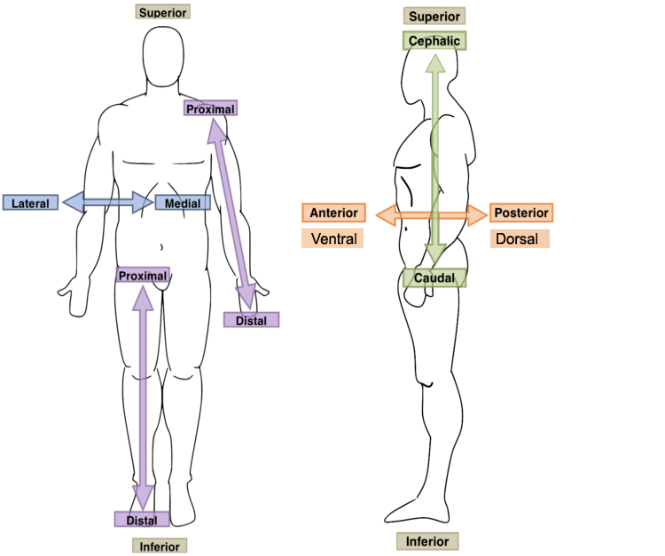 Superior
Proximal
Lateral
Medial
Proximal
Distal
Distal
Inferior
Superior
Cephalic
Anterior
Posterior
Ventral
Dorsal
Caudal
Inferior